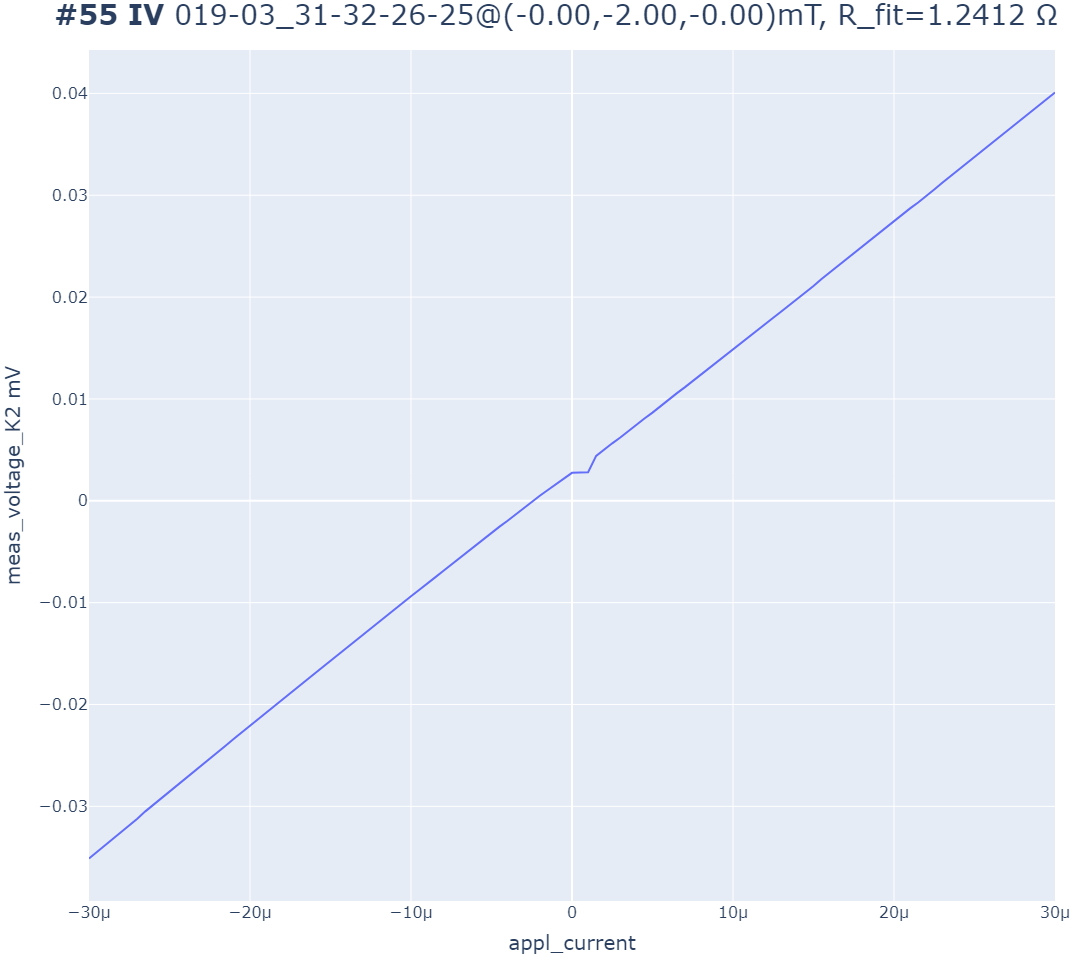 #55 IV 019-03_31-32-26-25@(-0.00,-2.00,-0.00)mT, R_fit=1.2412 Ω
0.04
0.03
0.02
0.01
0
−0.01
−0.02
−0.03
meas_voltage_K2 mV
−30μ
−20μ
−10μ
0
10μ
20μ
30μ
appl_current